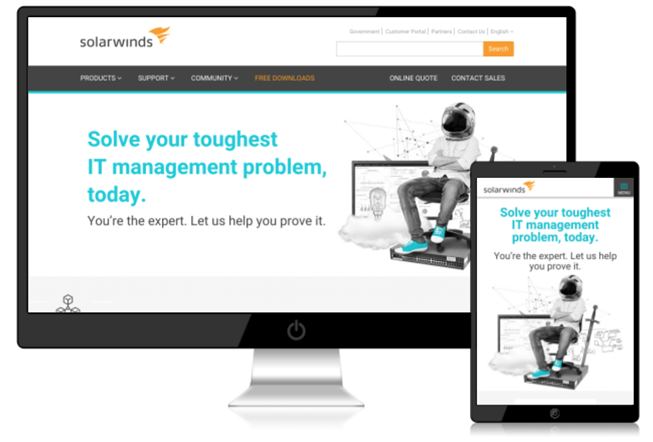 solarwinds
Government | Customer Portal | Partners | Contact Us | English
Search
PRODUCTS SUPPORT COMMUNITY FREE DOWNLOADS ONLINE QUOTE CONTACT SALES
Solve your toughest
IT management problem,
today.
You're the expert. Let us help you prove it.
solarwinds
MENU
Solve your toughest
IT management
problem, today.
You're the expert. Let us help
you prove it.